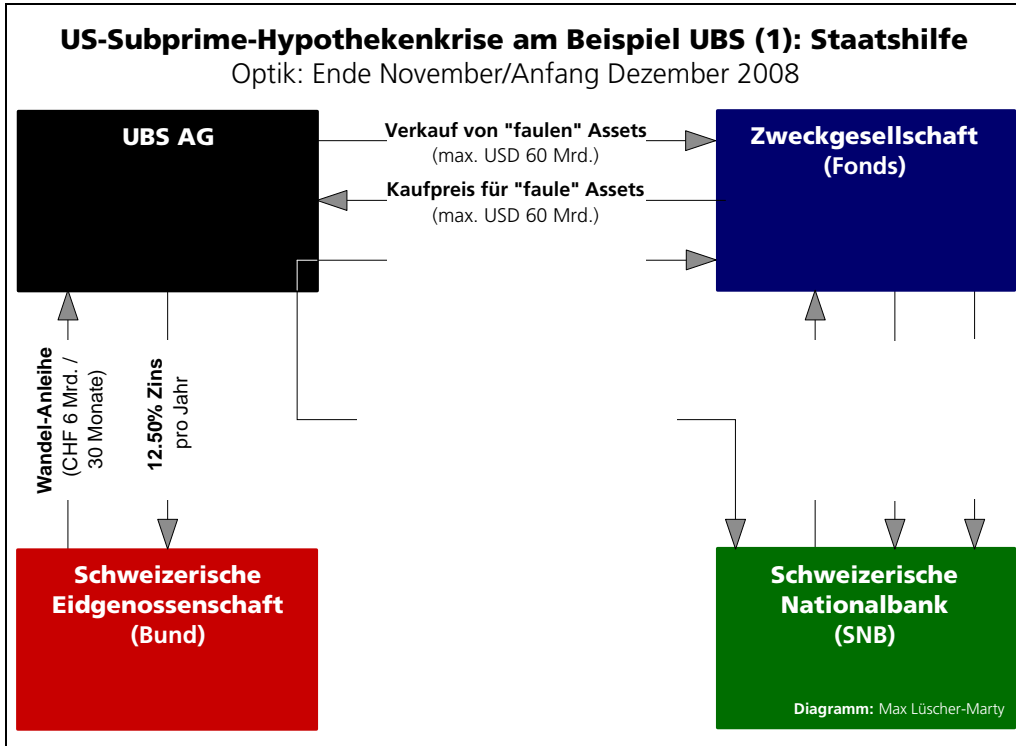 US-Subprime-Hypothekenkrise am Beispiel UBS (1): Staatshilfe
Optik: Ende November/Anfang Dezember 2008
UBS AG
Verkauf von "faulen" Assets
(max. USD 60 Mrd.)
Kaufpreis für "faule" Assets
(max. USD 60 Mrd.)
Zweckgesellschaft
(Fonds)
Wandel-Anleihe
(CHF 6 Mrd. /
30 Monate)
12.50% Zins
pro Jahr
Schweizerische
Eidgenossenschaft
(Bund)
Schweizerische
Nationalbank
(SNB)
Diagramm: Max Lüscher-Marty